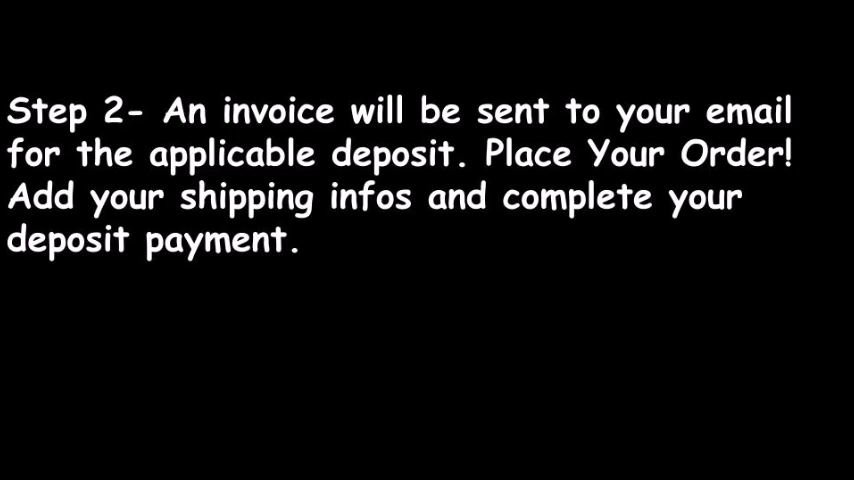 Step 2- An invoice will be sent to your email
for the applicable deposit. Place Your Order!
Add your shipping infos and complete your
deposit payment.